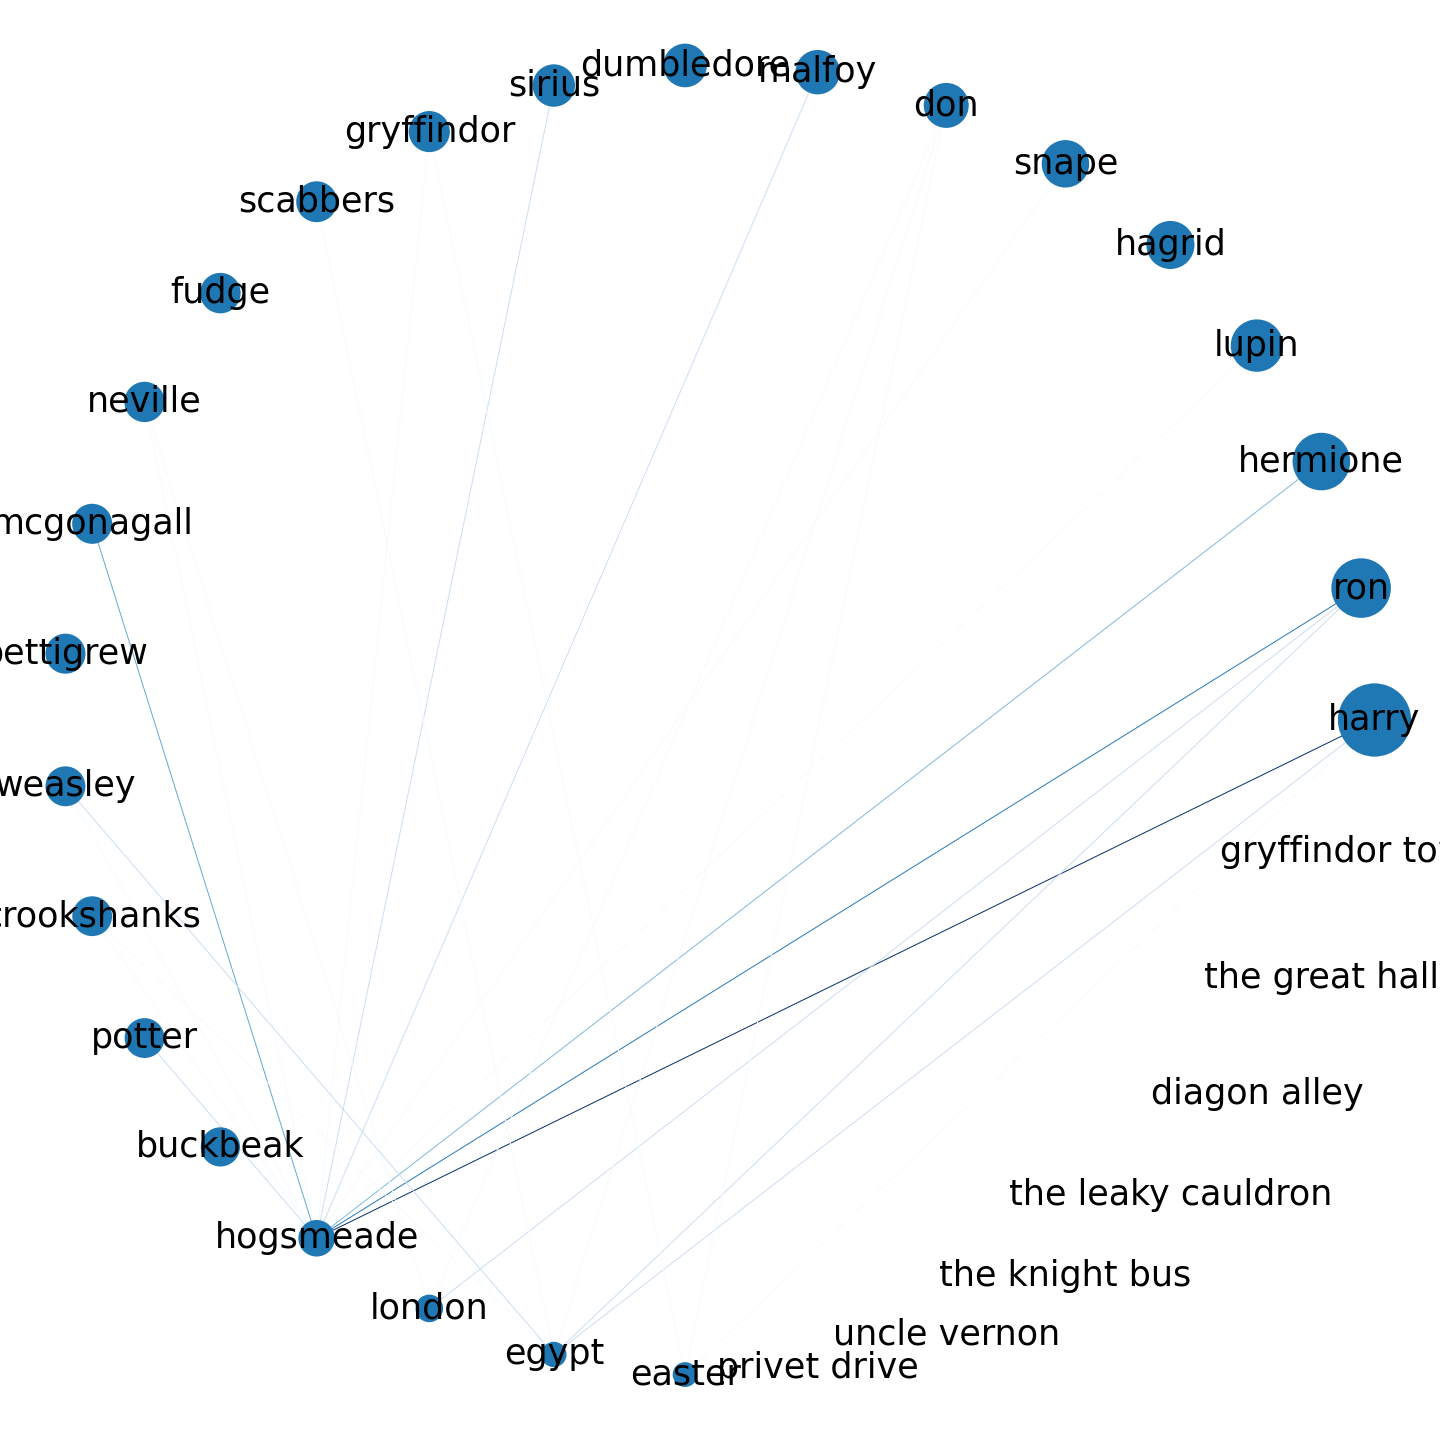 dumbledore
malfoy
sirius
don
gryffindor
snape
scabbers
hagrid
fudge
lupin
neville
hermione
mcgonagall
ron
pettigrew
harry
weasley
gryffindor to
crookshanks
the great hall
potter
diagon alley
buckbeak
the leaky cauldron
hogsmeade
the knight bus
london
uncle vernon
egypt
privet drive
easter